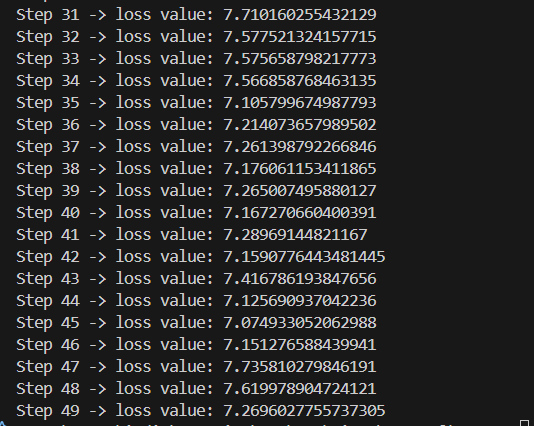 Step 31 -> loss value: 7.710160255432129
Step 32 -> loss value: 7.577521324157715
Step 33 -> loss value: 7.575658798217773
Step 34 -> loss value: 7.566858768463135
Step 35 -> loss value: 7.105799674987793
Step 36 -> loss value: 7.214073657989502
Step 37 -> loss value: 7.261398792266846
Step 38 -> loss value: 7.176061153411865
Step 39 -> loss value: 7.265007495880127
Step 40 -> loss value: 7.167270660400391
Step 41 -> loss value: 7.28969144821167
Step 42 -> loss value: 7.1590776443481445
Step 43 -> loss value: 7.416786193847656
Step 44 -> loss value: 7.125690937042236
Step 45 -> loss value: 7.074933052062988
Step 46 -> loss value: 7.151276588439941
Step 47 -> loss value: 7.735810279846191
Step 48 -> loss value: 7.619978904724121
Step 49 -> loss value: 7.2696027755737305